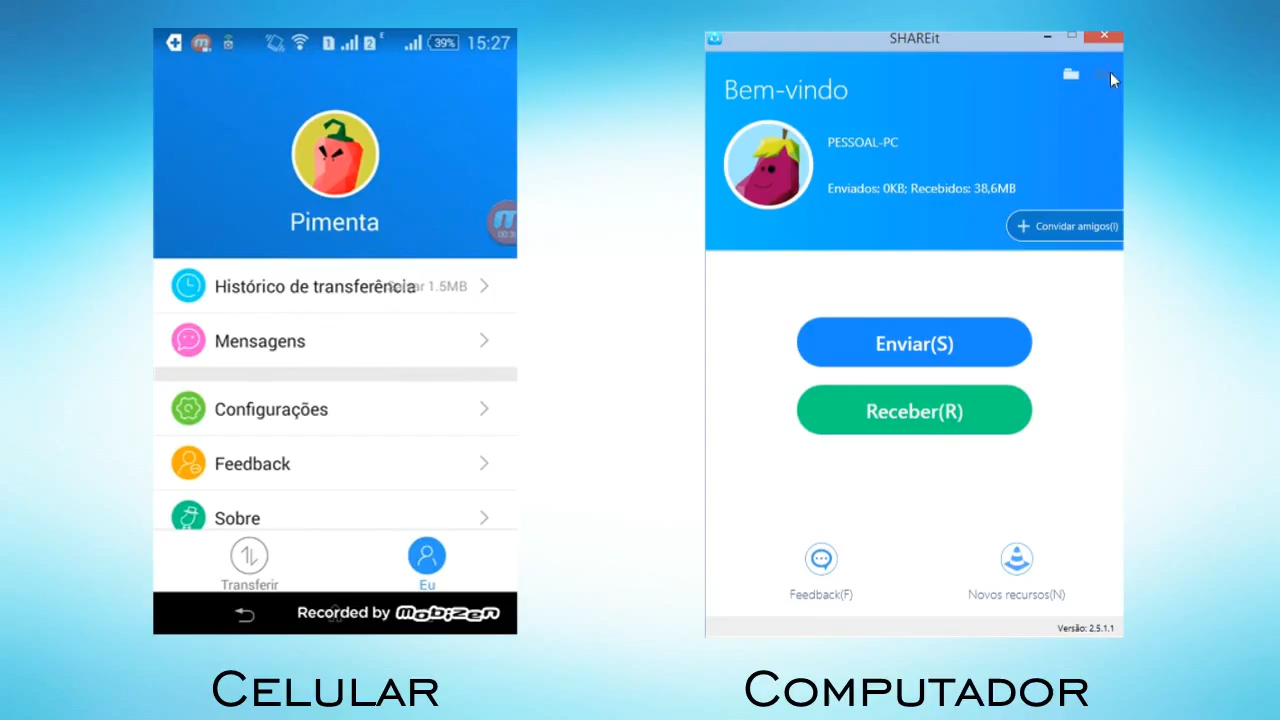 39% 15:27
Pimenta
Histórico de transferência 1.5MB
Mensagens
Configurações
Feedback
Sobre
Transferir Eu
Recorded by mobizen
CELULAR
SHAREit
Bem-vindo
PESSOAL-PC
Enviados: 0KB; Recebidos: 38,6MB
+ Convidar amigos(I)
Enviar(S)
Receber(R)
Feedback(F) Novos recursos(N)
Versão: 2.5.1.1
COMPUTADOR